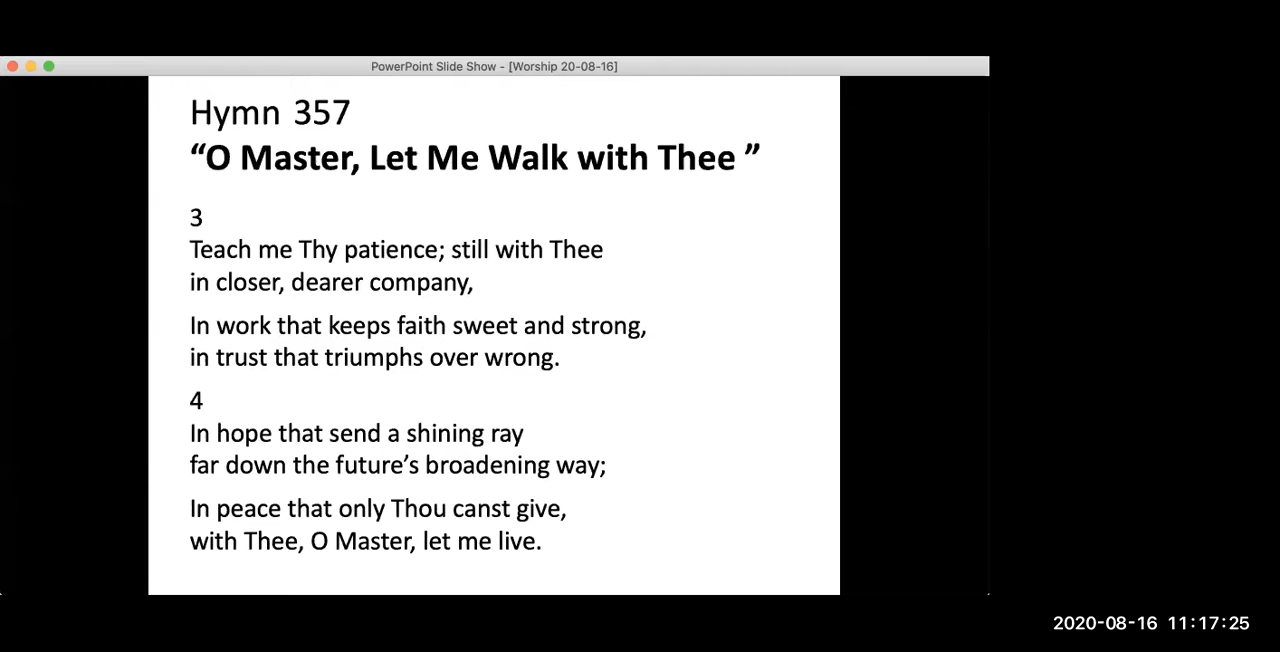 PowerPoint Slide Show - [Worship 20-08-16]
Hymn 357
“O Master, Let Me Walk with Thee ”
3
Teach me Thy patience; still with Thee
in closer, dearer company,
In work that keeps faith sweet and strong,
in trust that triumphs over wrong.
4
In hope that send a shining ray
far down the future’s broadening way;
In peace that only Thou canst give,
with Thee, O Master, let me live.
2020-08-16 11:17:25